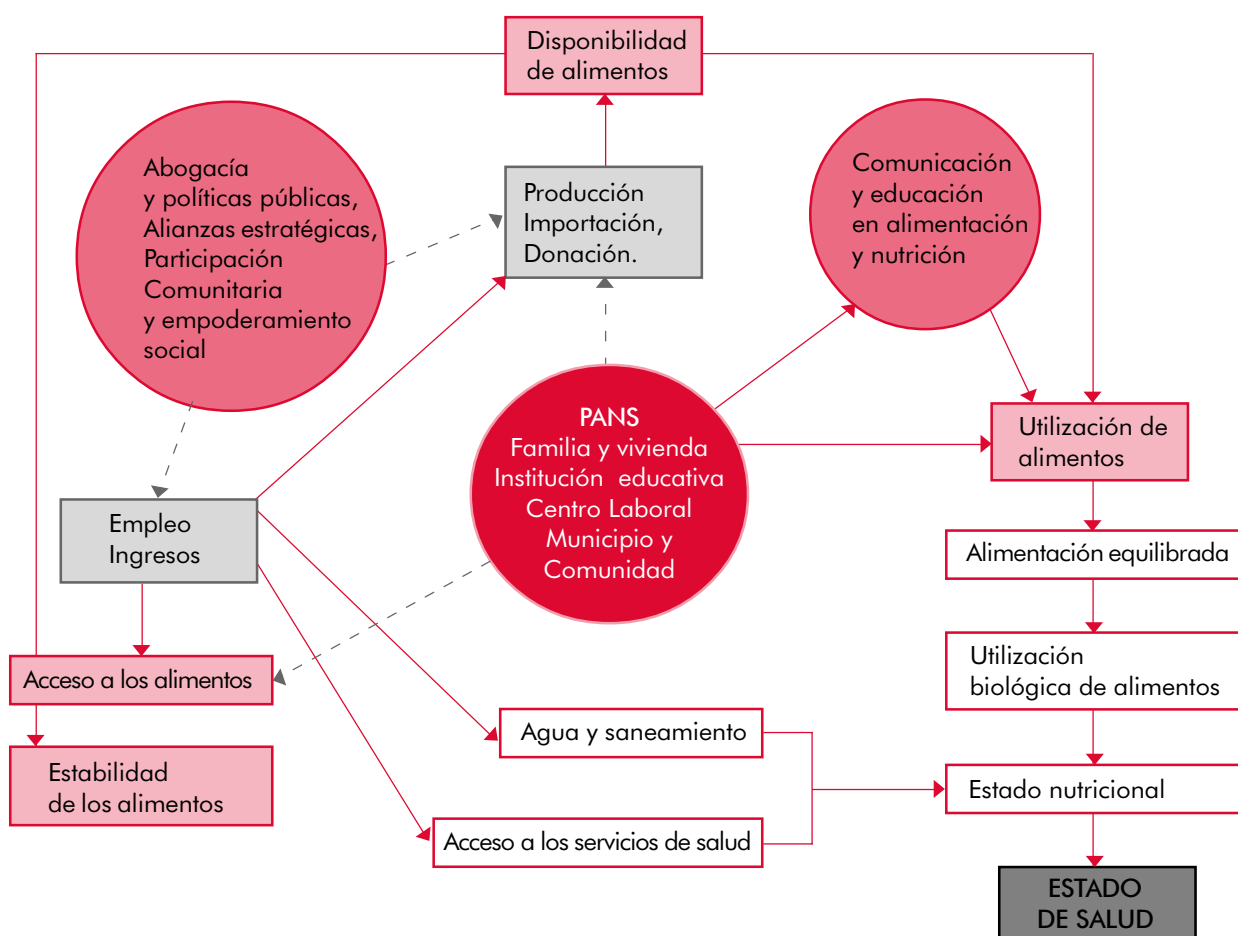 Disponibilidad
de alimentos
Abogacía
y políticas públicas,
Alianzas estratégicas,
Participación
Comunitaria
y empoderamiento
social
Producción
Importación,
Donación.
Comunicación
y educación
en alimentación
y nutrición
PANS
Familia y vivienda
Institución educativa
Centro Laboral
Municipio y
Comunidad
Utilización de
alimentos
Empleo
Ingresos
Alimentación equilibrada
Acceso a los alimentos
Utilización
biológica de alimentos
Agua y saneamiento
Estabilidad
de los alimentos
Estado nutricional
Acceso a los servicios de salud
ESTADO
DE SALUD